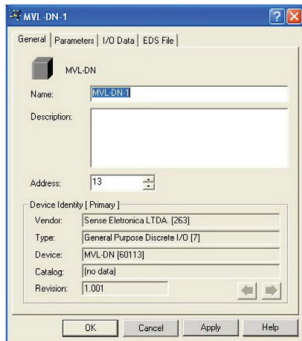 MVL-DN-1
General Parameters I/O Data EDS File
MVL-DN
Name: MVL-DN-1
Description:
Address: 13
Device Identity [ Primary ]
Vendor: Sense Eletronica LTDA. [263]
Type: General Purpose Discrete I/O [7]
Device: MVL-DN [60113]
Catalog: (no data)
Revision: 1.001
OK Cancel Apply Help